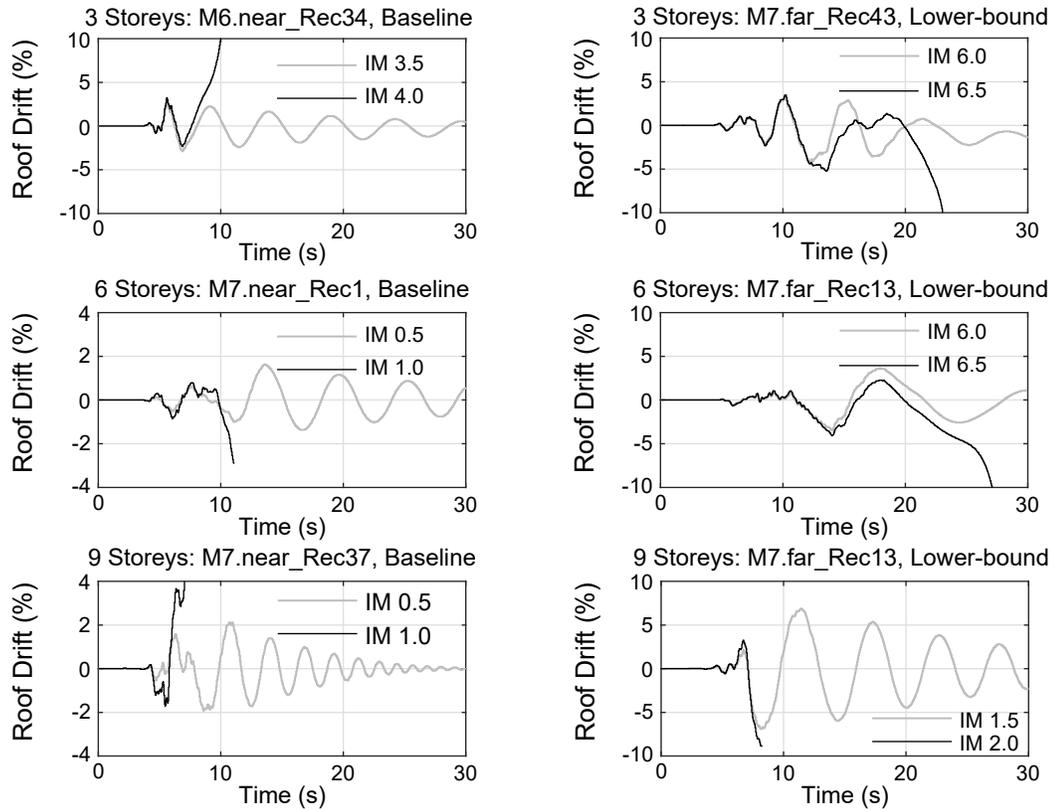 3 Storeys: M6.near_Rec34, Baseline
10
5
0
-5
-10
Roof Drift (%)
IM 3.5
IM 4.0
0 10 20 30
Time (s)
3 Storeys: M7.far_Rec43, Lower-bound
10
5
0
-5
-10
Roof Drift (%)
IM 6.0
IM 6.5
0 10 20 30
Time (s)
6 Storeys: M7.near_Rec1, Baseline
4
2
0
-2
-4
Roof Drift (%)
IM 0.5
IM 1.0
0 10 20 30
Time (s)
6 Storeys: M7.far_Rec13, Lower-bound
10
5
0
-5
-10
Roof Drift (%)
IM 6.0
IM 6.5
0 10 20 30
Time (s)
9 Storeys: M7.near_Rec37, Baseline
4
2
0
-2
-4
Roof Drift (%)
IM 0.5
IM 1.0
0 10 20 30
Time (s)
9 Storeys: M7.far_Rec13, Lower-bound
10
5
0
-5
-10
Roof Drift (%)
IM 1.5
IM 2.0
0 10 20 30
Time (s)